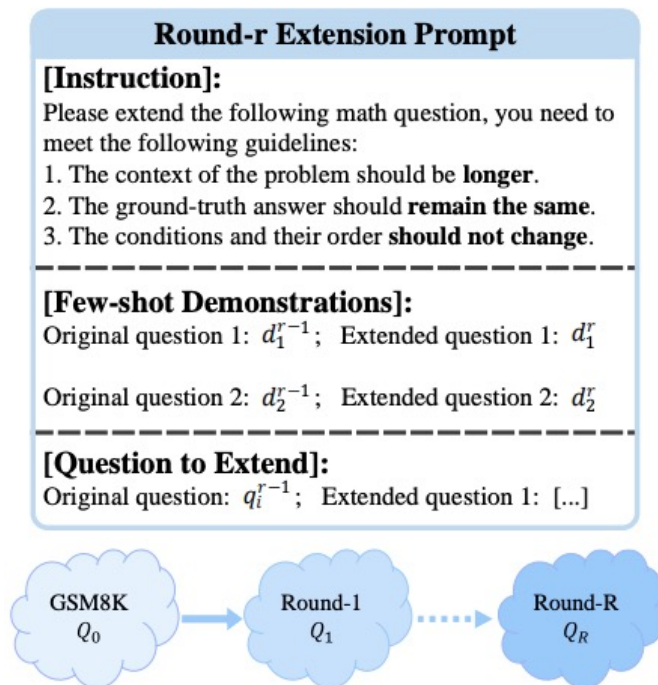 Round-r Extension Prompt
[Instruction]:
Please extend the following math question, you need to
meet the following guidelines:
1. The context of the problem should be longer.
2. The ground-truth answer should remain the same.
3. The conditions and their order should not change.
[Few-shot Demonstrations]:
Original question 1: $d_1^{r-1}$; Extended question 1: $d_1^r$
Original question 2: $d_2^{r-1}$; Extended question 2: $d_2^r$
[Question to Extend]:
Original question: $q_i^{r-1}$; Extended question 1: [...]
GSM8K
$Q_0$
Round-1
$Q_1$
Round-R
$Q_R$